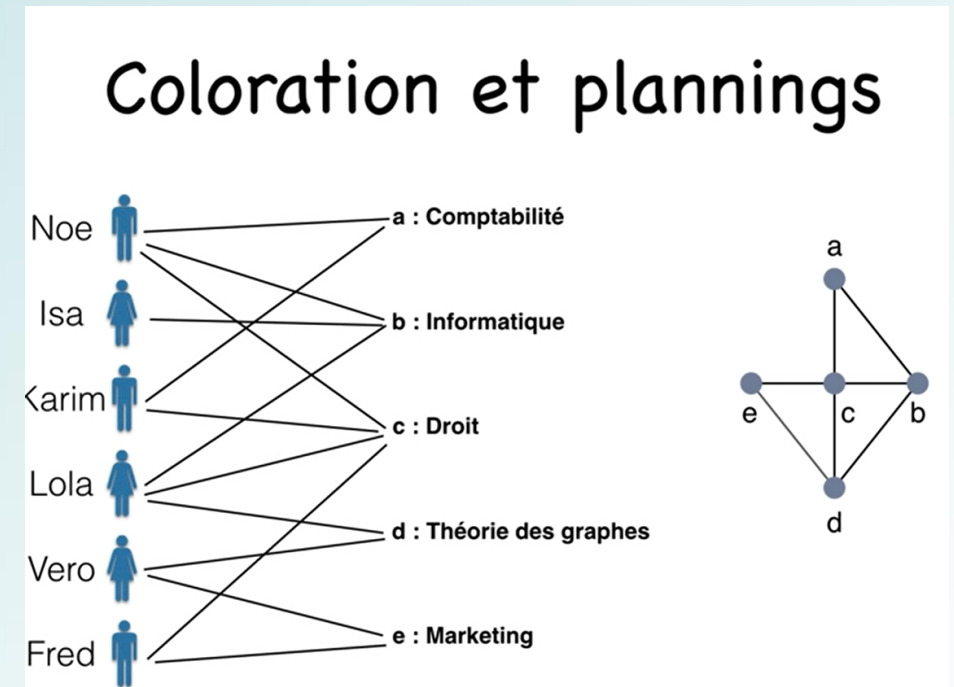 Coloration et plannings
Noe
Isa
Karim
Lola
Vero
Fred
a : Comptabilité
b : Informatique
c : Droit
d : Théorie des graphes
e : Marketing
a
e
c
b
d